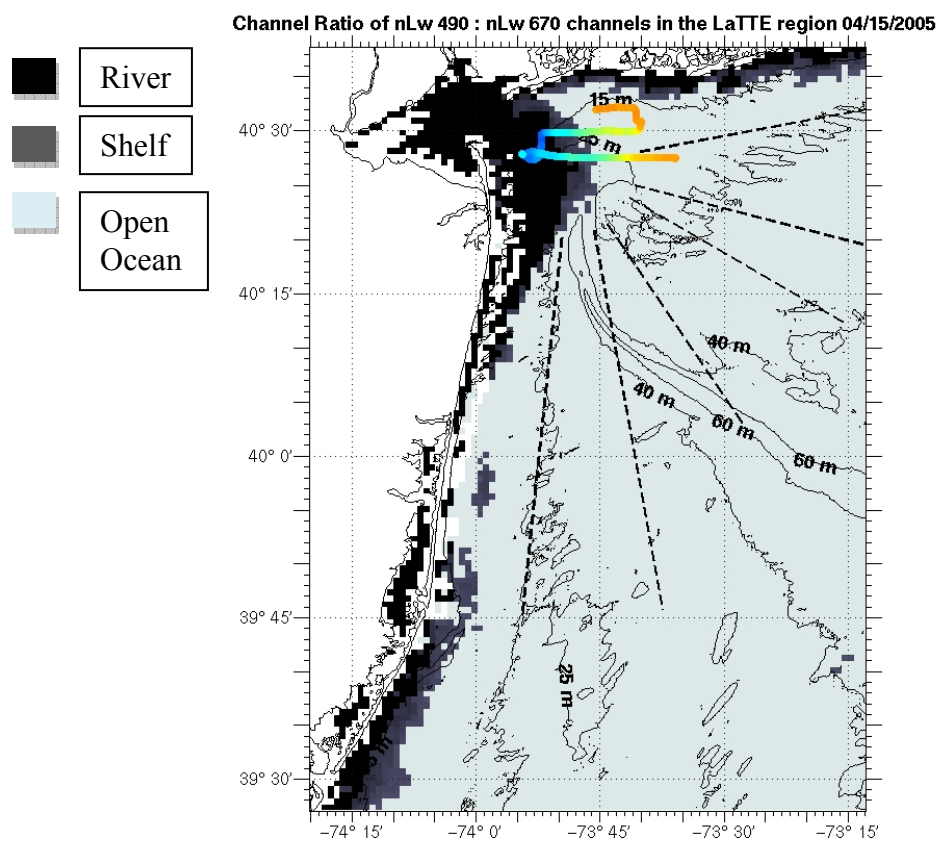 Channel Ratio of nLw 490 : nLw 670 channels in the LaTTE region 04/15/2005
River
Shelf
Open
Ocean
15 m
40° 30'
5 m
40° 15'
40 m
40 m
60 m
60 m
40° 0'
39° 45'
25 m
m
39° 30'
−74° 15'
−74° 0'
−73° 45'
−73° 30'
−73° 15'